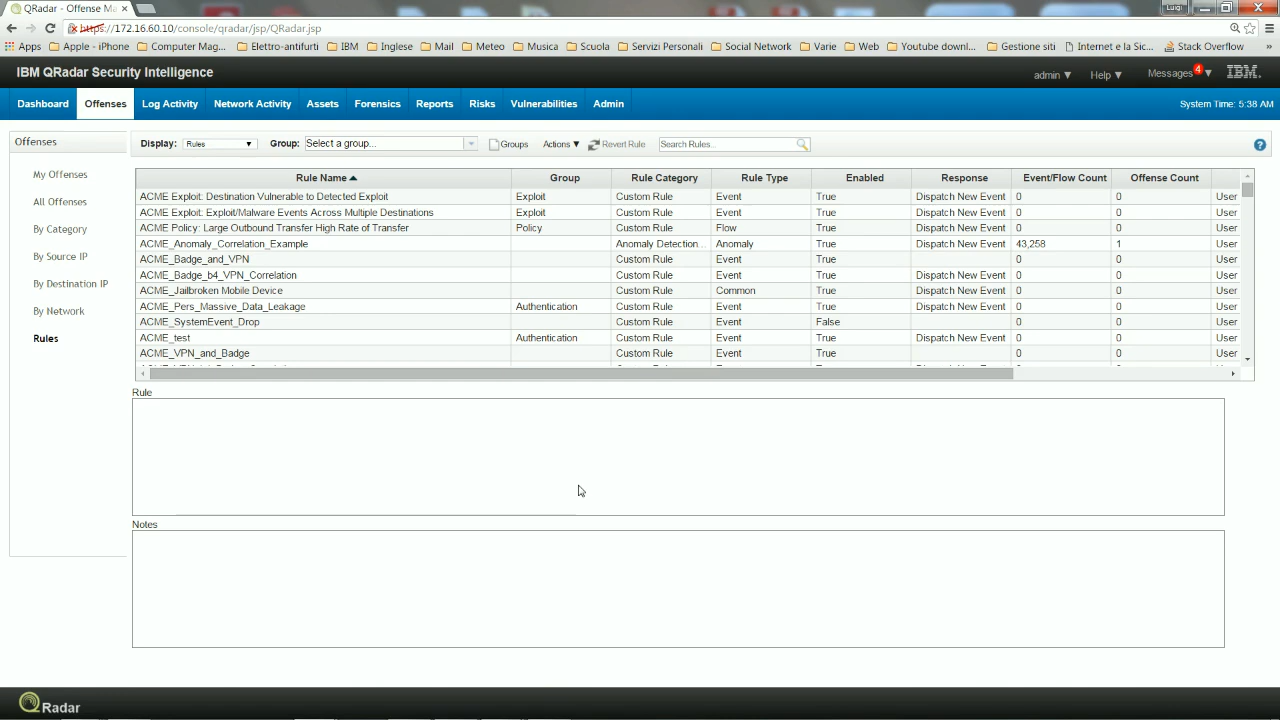 QRadar - Offense Ma × Luigi
https://172.16.60.10/console/qradar/jsp/QRadar.jsp
Apps Apple - iPhone Computer Mag... Elettro-antifurti IBM Inglese Mail Meteo Musica Scuola Servizi Personali Social Network Varie Web Youtube downl... Gestione siti Internet e la Sic... Stack Overflow »
IBM QRadar Security Intelligence admin ▼ Help ▼ Messages 4 ▼ IBM.
Dashboard Offenses Log Activity Network Activity Assets Forensics Reports Risks Vulnerabilities Admin System Time: 5:38 AM
Offenses Display: Rules Group: Select a group... Groups Actions ▼ Revert Rule Search Rules.. ?
My Offenses
All Offenses
By Category
By Source IP
By Destination IP
By Network
Rules
Rule Name ▲ Group Rule Category Rule Type Enabled Response Event/Flow Count Offense Count
ACME Exploit: Destination Vulnerable to Detected Exploit Exploit Custom Rule Event True Dispatch New Event 0 0 User
ACME Exploit: Exploit/Malware Events Across Multiple Destinations Exploit Custom Rule Event True Dispatch New Event 0 0 User
ACME Policy: Large Outbound Transfer High Rate of Transfer Policy Custom Rule Flow True Dispatch New Event 0 0 User
ACME_Anomaly_Correlation_Example Anomaly Detection... Anomaly True Dispatch New Event 43,258 1 User
ACME_Badge_and_VPN Custom Rule Event True 0 0 User
ACME_Badge_b4_VPN_Correlation Custom Rule Event True Dispatch New Event 0 0 User
ACME_Jailbroken Mobile Device Custom Rule Common True Dispatch New Event 0 0 User
ACME_Pers_Massive_Data_Leakage Authentication Custom Rule Event True Dispatch New Event 0 0 User
ACME_SystemEvent_Drop Custom Rule Event False 0 0 User
ACME_test Authentication Custom Rule Event True Dispatch New Event 0 0 User
ACME_VPN_and_Badge Custom Rule Event True 0 0 User
Rule
Notes
QRadar